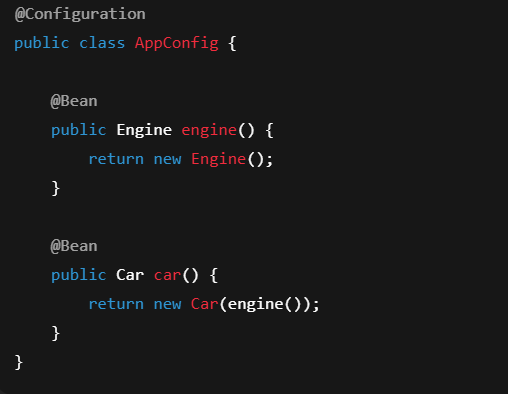 @Configuration
public class AppConfig {
@Bean
public Engine engine() {
return new Engine();
}
@Bean
public Car car() {
return new Car(engine());
}
}